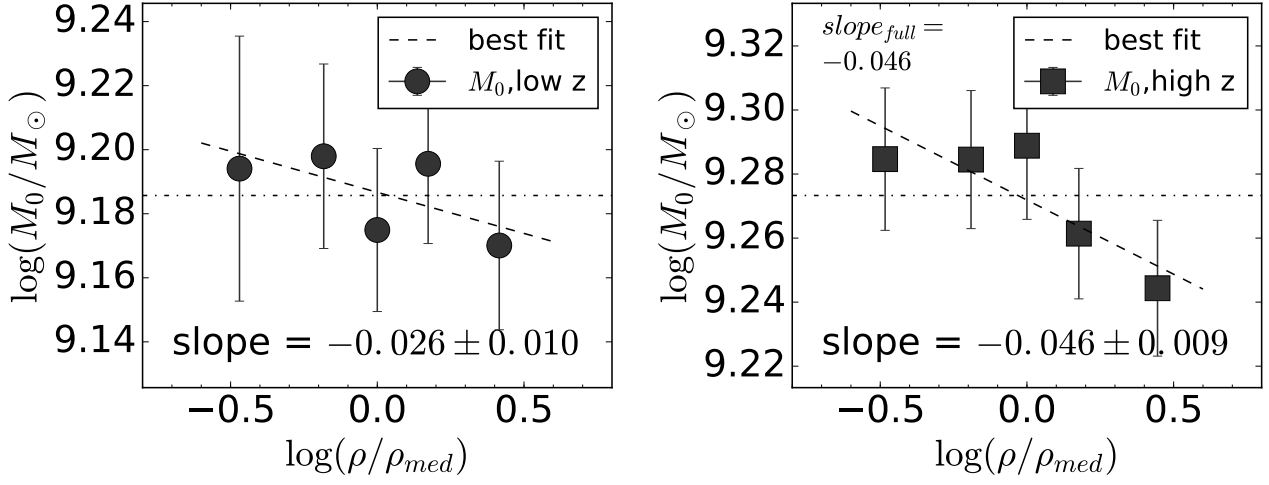 9.24
9.22
9.20
9.18
9.16
9.14
log(M₀/M⊙)
best fit
M₀,low z
slope = −0.026 ± 0.010
−0.5
0.0
0.5
log(ρ/ρmed)
9.32
9.30
9.28
9.26
9.24
9.22
log(M₀/M⊙)
slopefull =
−0.046
best fit
M₀,high z
slope = −0.046 ± 0.009
−0.5
0.0
0.5
log(ρ/ρmed)